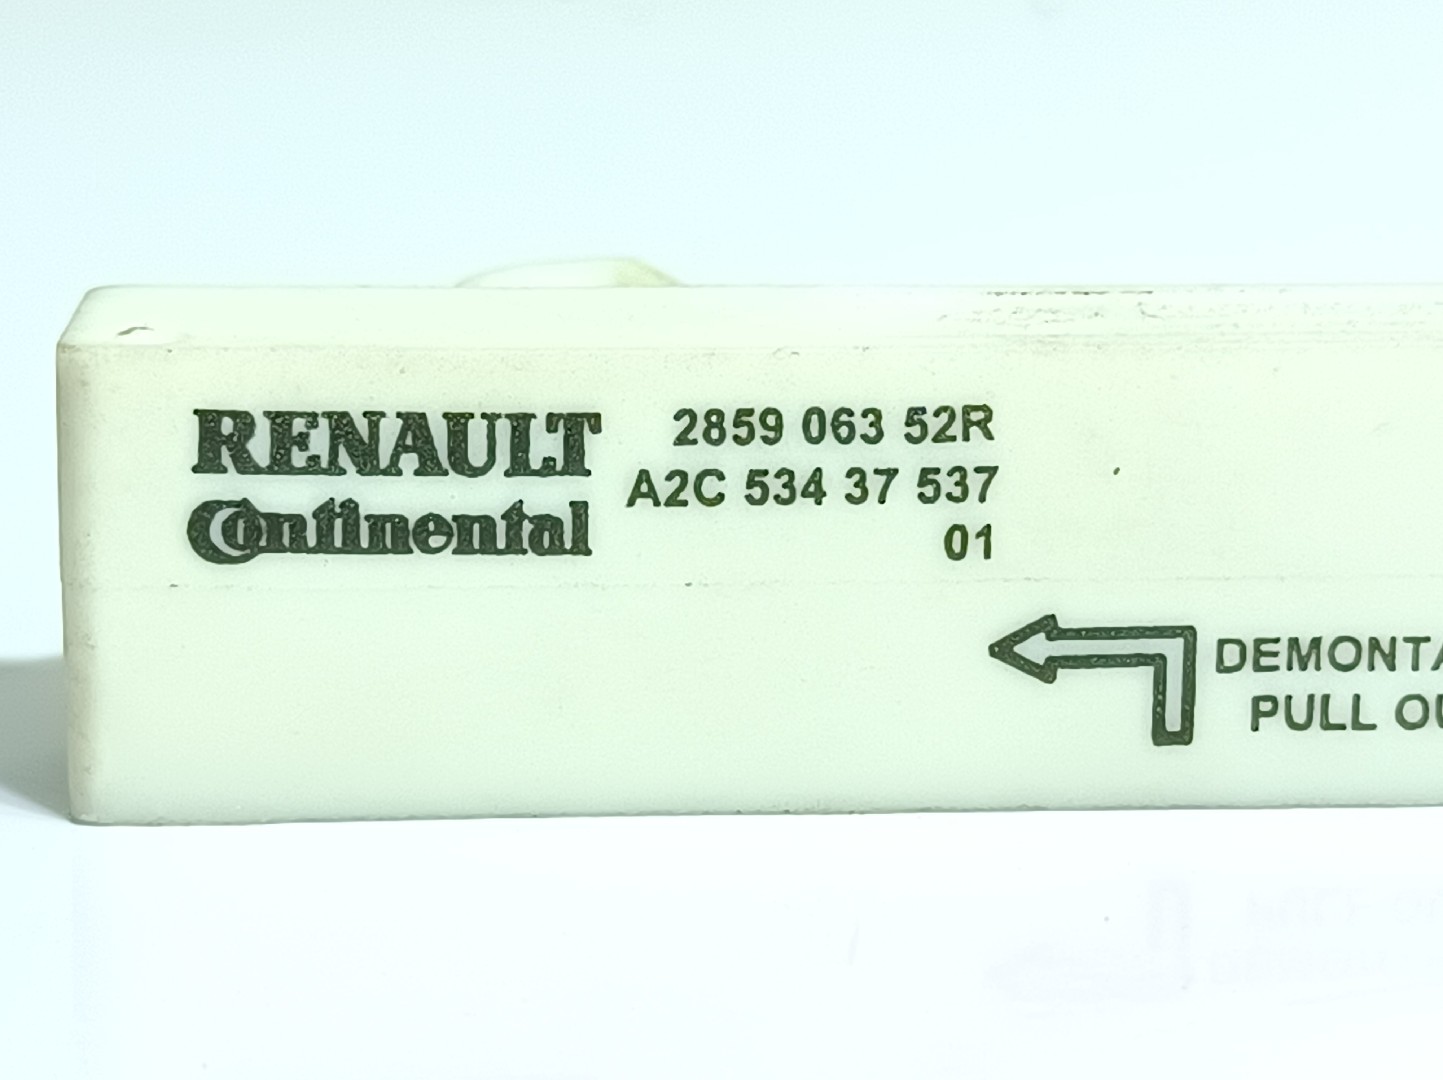 RENAULT
Continental
2859 063 52R
A2C 534 37 537
01
DEMONTA
PULL OU